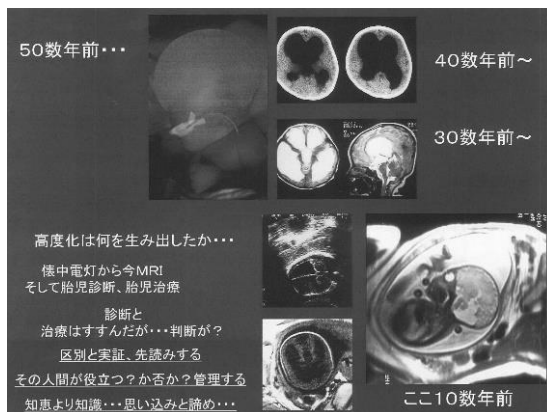 50数年前・・・
40数年前～
30数年前～
高度化は何を生み出したか・・・
懐中電灯から今MRI
そして胎児診断、胎児治療
診断と
治療はすすんだが・・・判断が？
区別と実証、先読みする
その人間が役立つ？か否か？管理する
知恵より知識・・・思い込みと諦め・・・
ここ10数年前